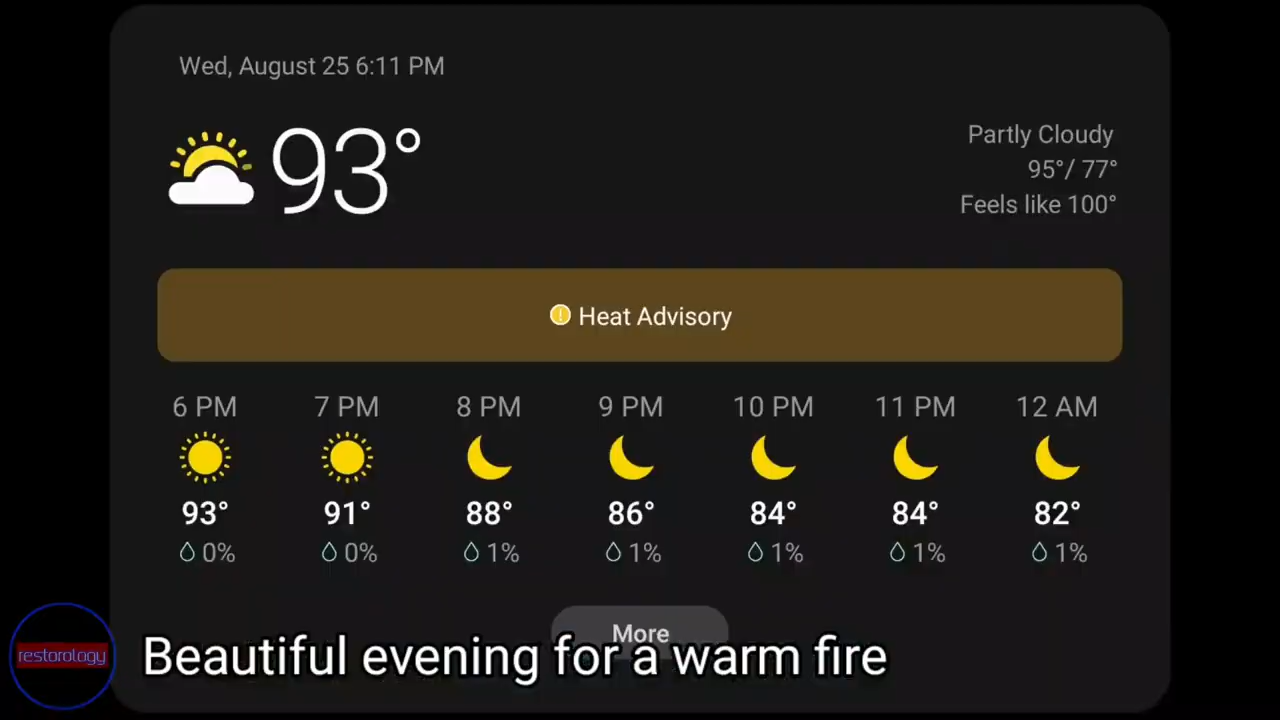 Wed, August 25 6:11 PM
93°
Partly Cloudy
95°/ 77°
Feels like 100°
Heat Advisory
6 PM 7 PM 8 PM 9 PM 10 PM 11 PM 12 AM
93° 91° 88° 86° 84° 84° 82°
0% 0% 1% 1% 1% 1% 1%
More
restorology
Beautiful evening for a warm fire